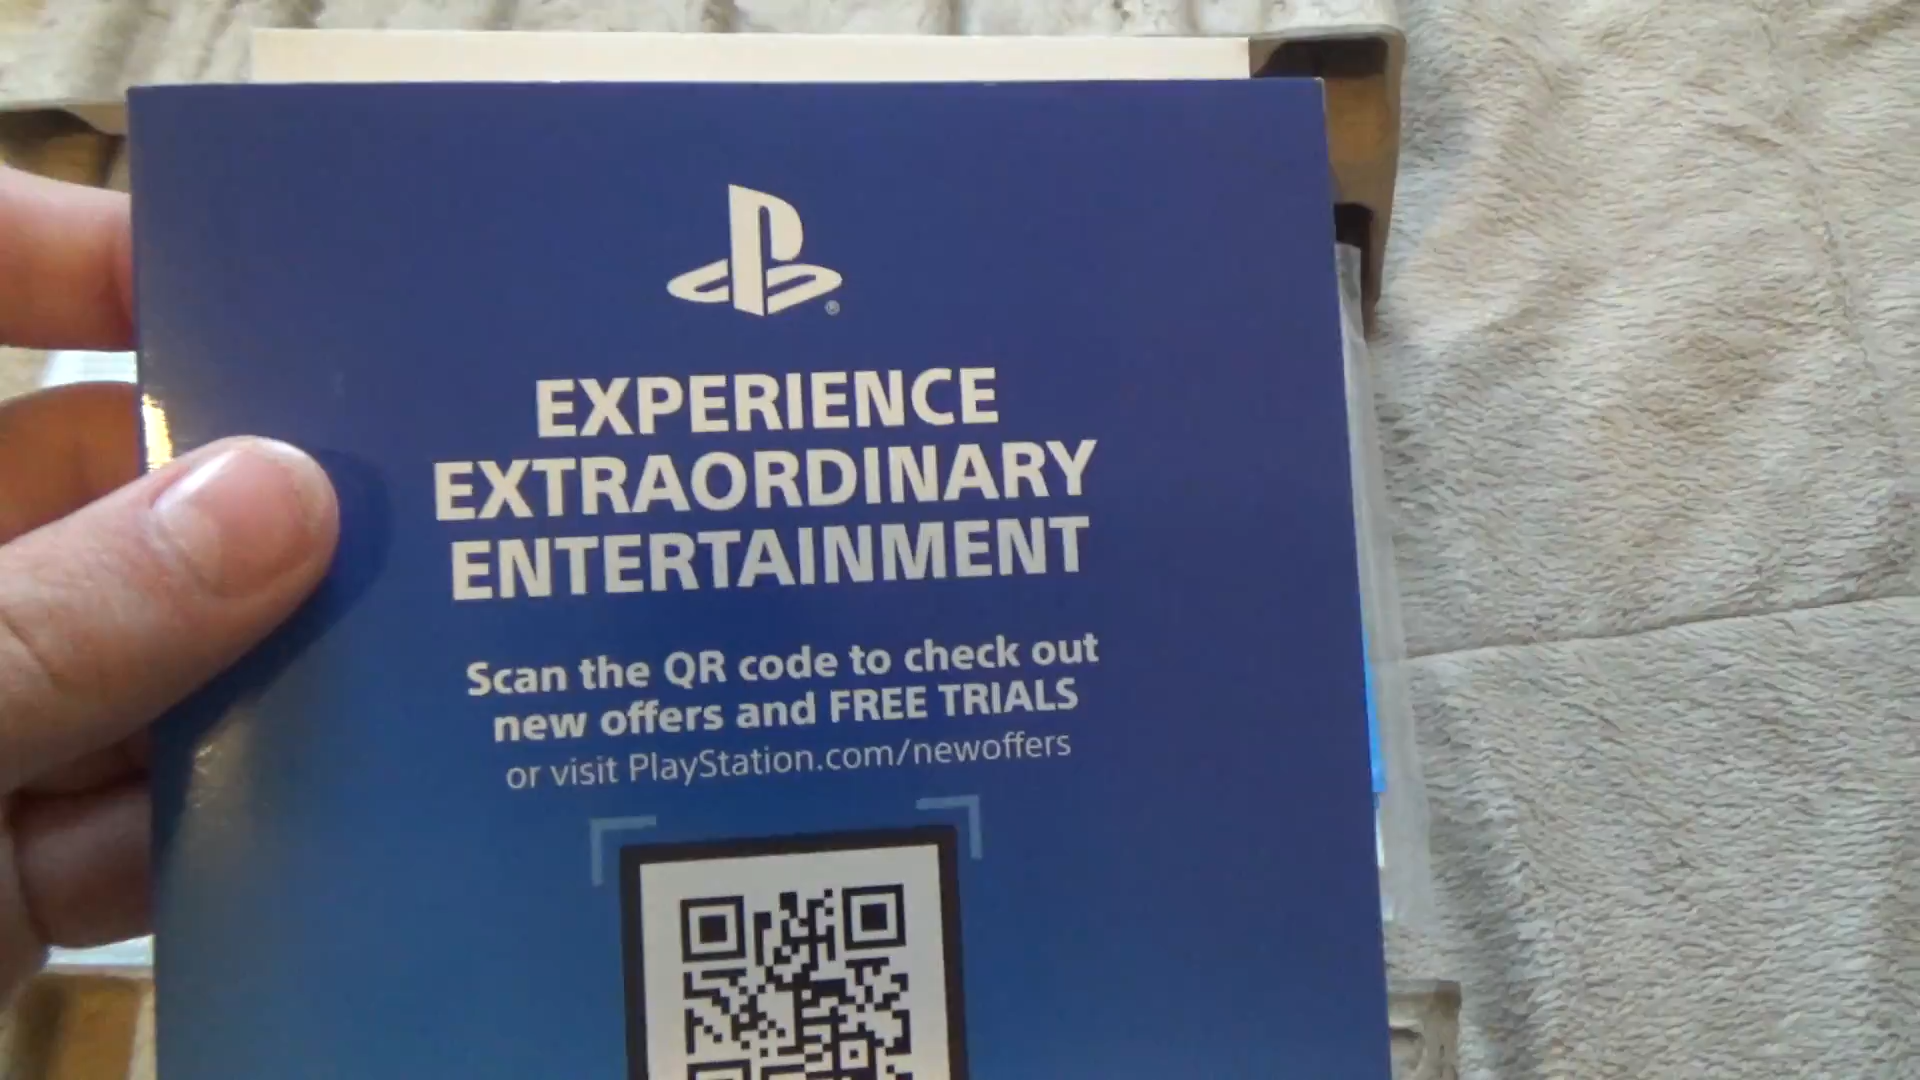 EXPERIENCE
EXTRAORDINARY
ENTERTAINMENT
Scan the QR code to check out
new offers and FREE TRIALS
or visit PlayStation.com/newoffers